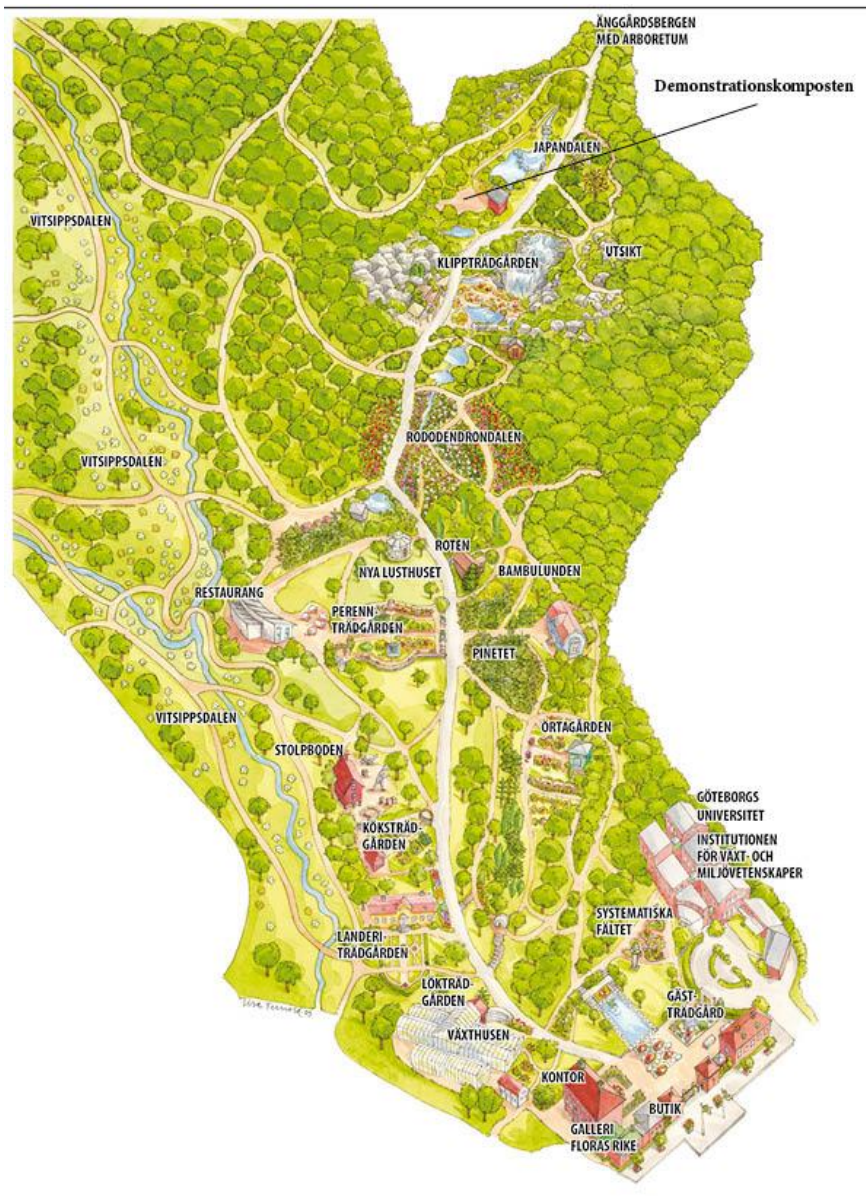 ÄNGGÅRDSBERGEN
MED ARBORETUM
Demonstrationskomposten
JAPANDALEN
VITSIPPSDALEN
UTSIKT
KLIPPTRÄDGÅRDEN
RODODENDRONDALEN
VITSIPPSDALEN
ROTEN
NYA LUSTHUSET
BAMBULUNDEN
RESTAURANG
PERENN-
TRÄDGÅRDEN
PINETET
VITSIPPSDALEN
ÖRTAGÅRDEN
STOLPBODEN
GÖTEBORGS
UNIVERSITET
INSTITUTIONEN
FÖR VÄXT- OCH
MILJÖVETENSKAPER
KÖKSTRÄD-
GÅRDEN
SYSTEMATISKA
FÄLTET
LANDERI-
TRÄDGÅRDEN
LÖKTRÄD-
GÅRDEN
GÄST-
TRÄDGÅRD
VÄXTHUSEN
KONTOR
BUTIK
GALLERI
FLORAS RIKE